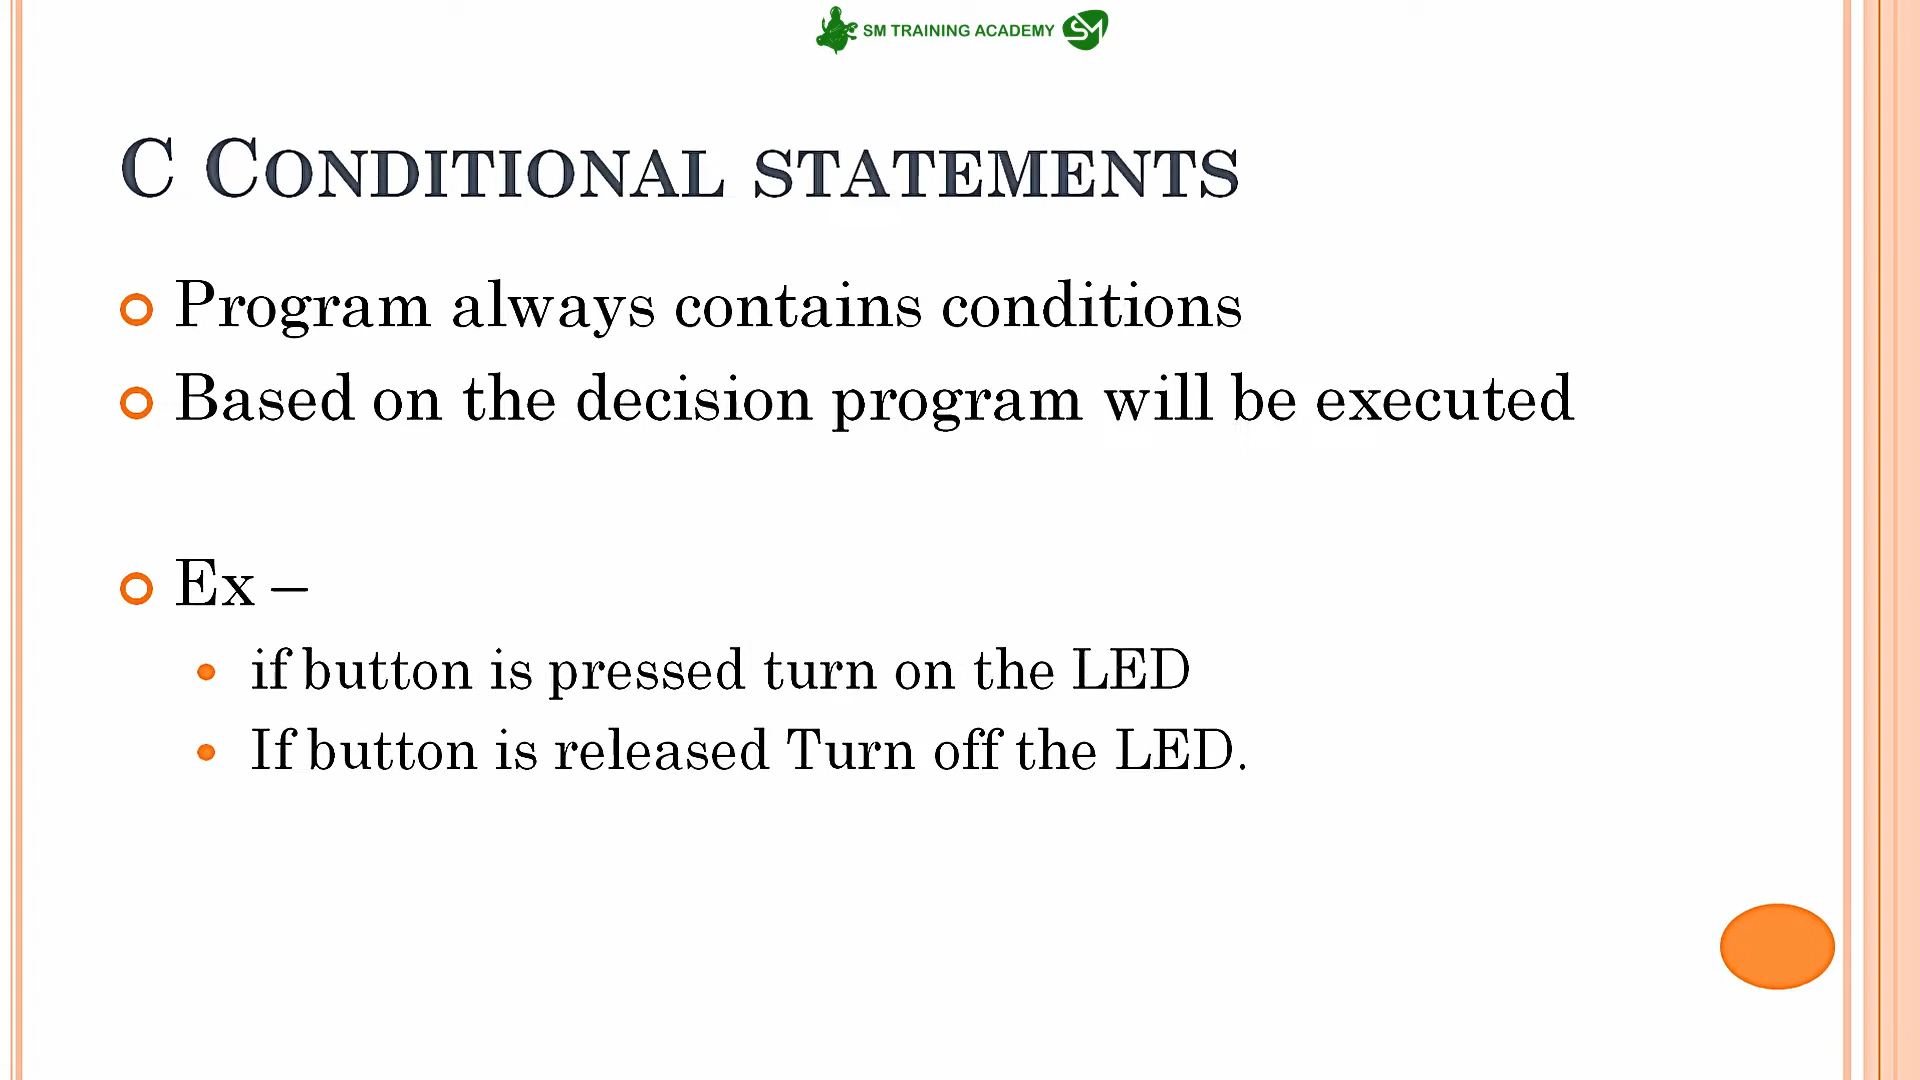 SM TRAINING ACADEMY SM
C CONDITIONAL STATEMENTS
Program always contains conditions
Based on the decision program will be executed
Ex –
if button is pressed turn on the LED
If button is released Turn off the LED.